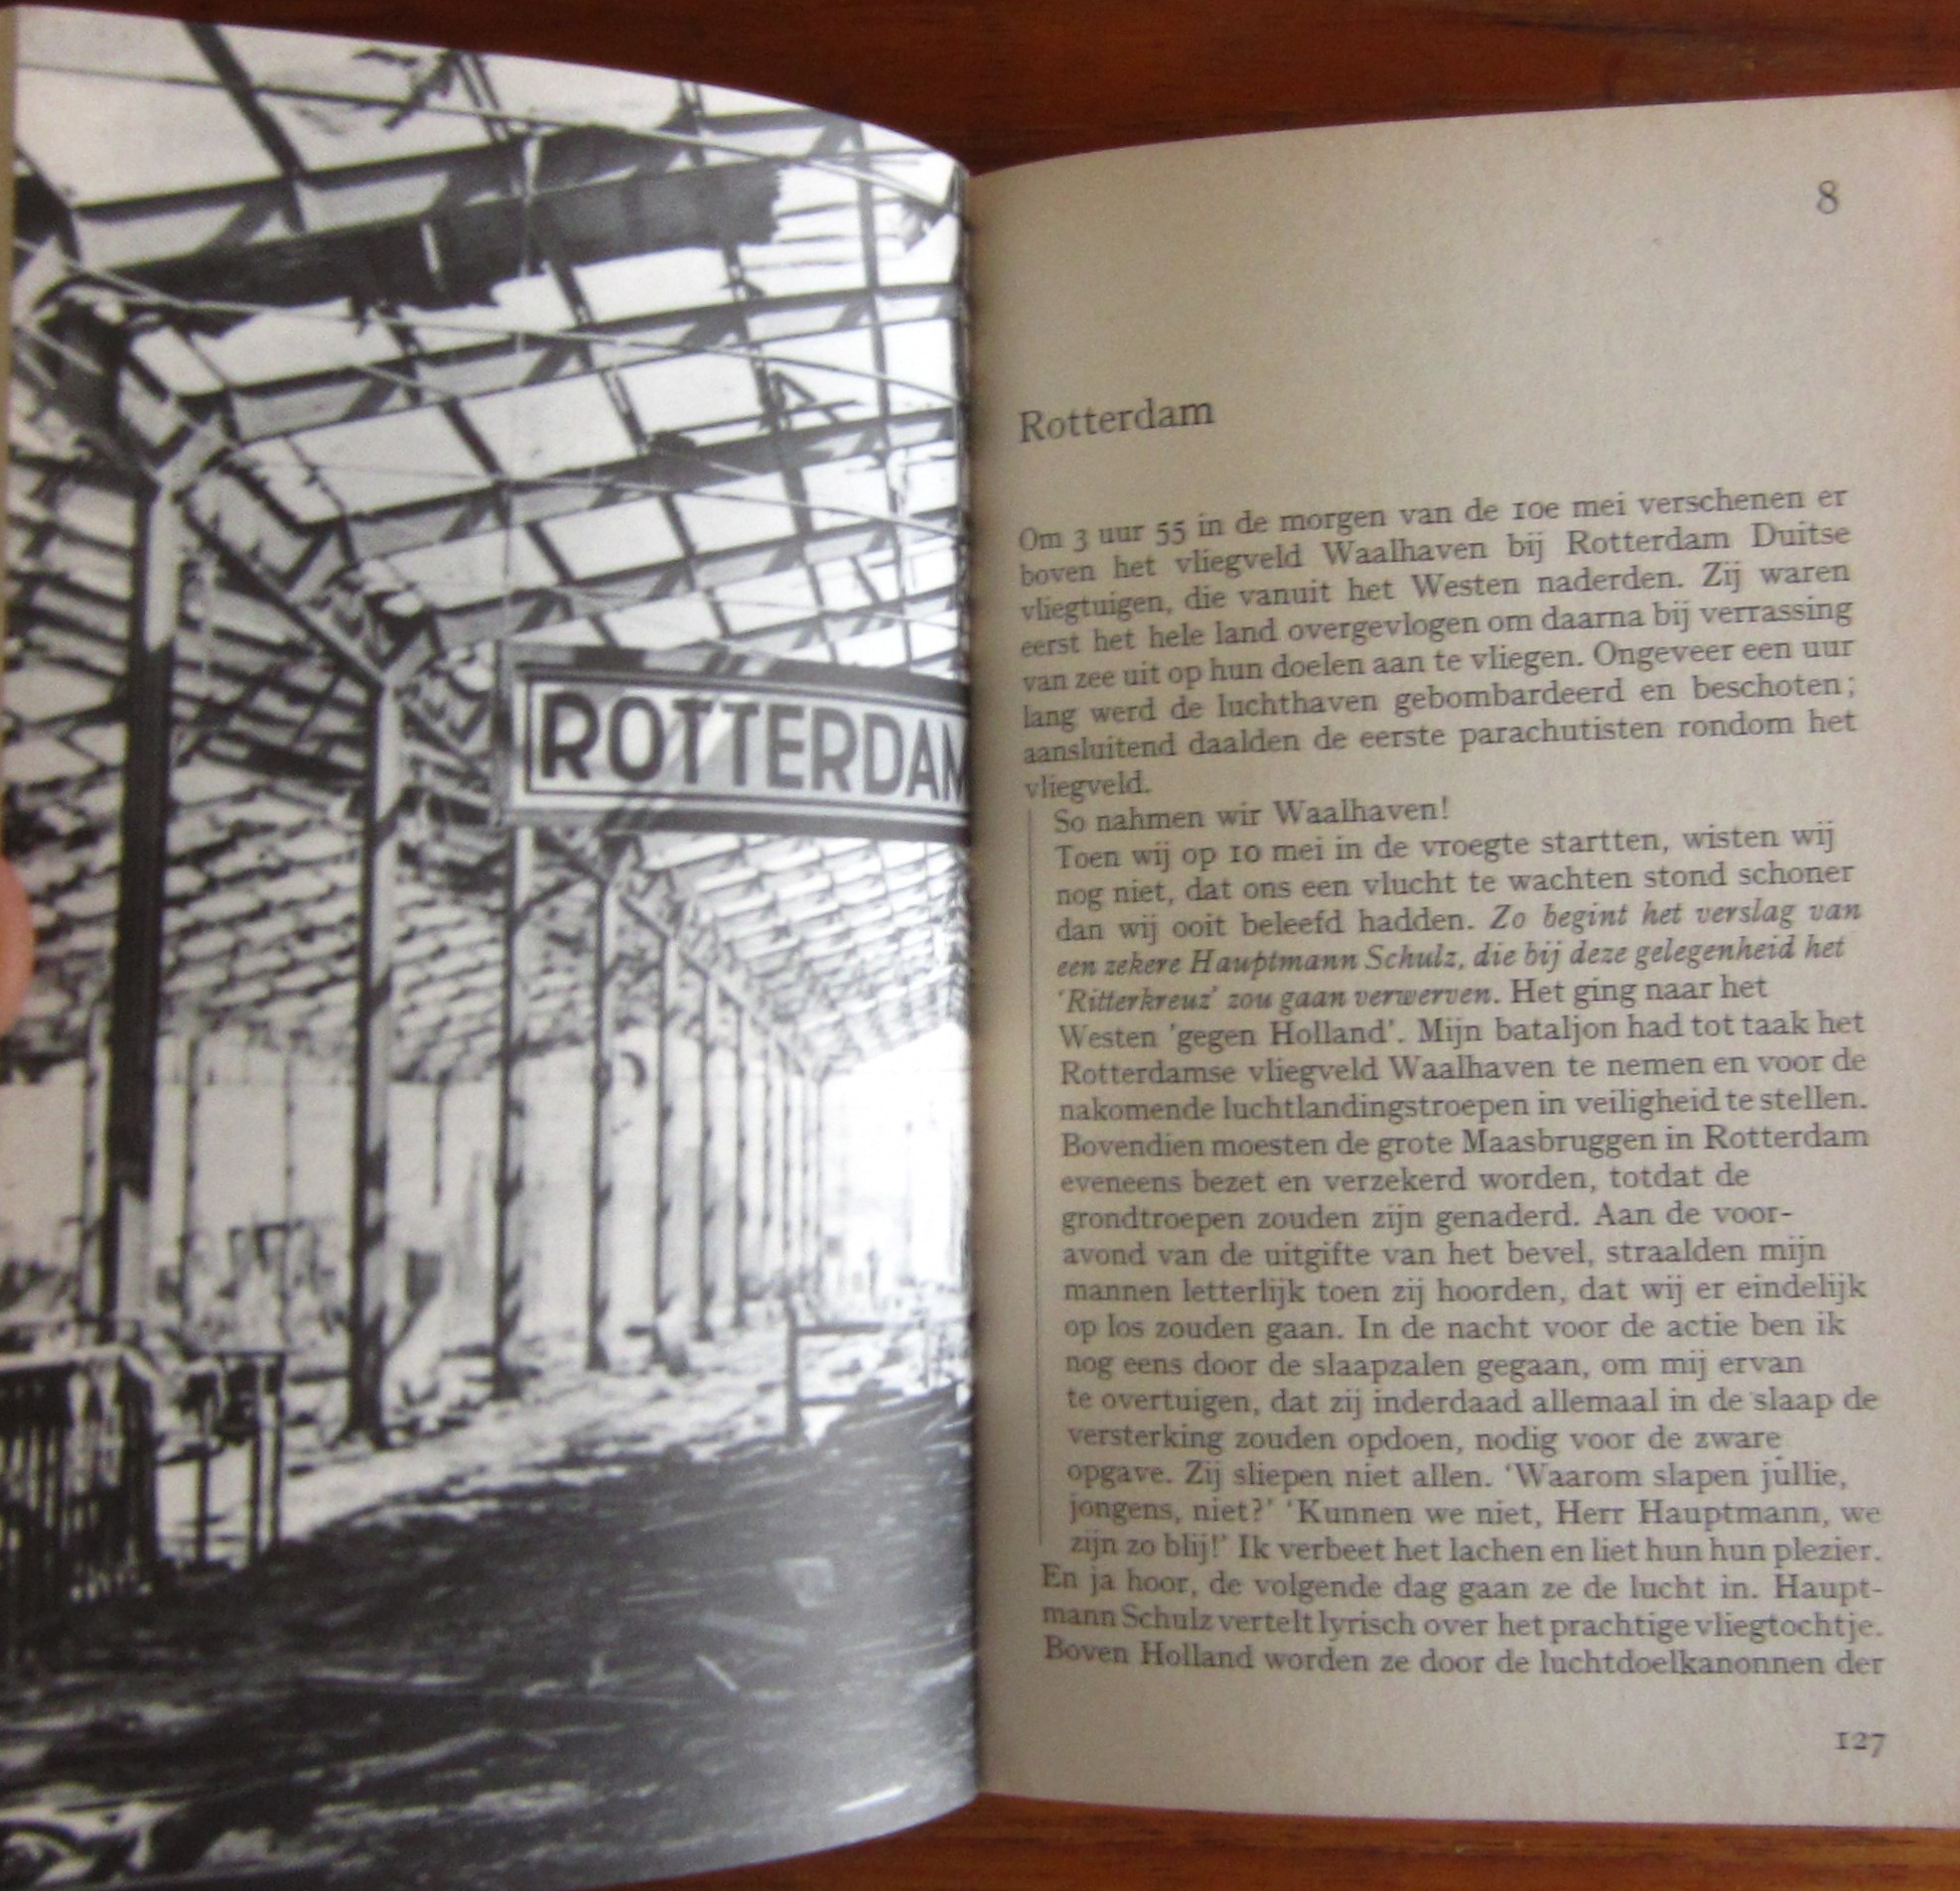 ROTTERDAM
8
Rotterdam
Om 3 uur 55 in de morgen van de 10e mei verschenen er
boven het vliegveld Waalhaven bij Rotterdam Duitse
vliegtuigen, die vanuit het Westen naderden. Zij waren
eerst het hele land overgevlogen om daarna bij verrassing
van zee uit op hun doelen aan te vliegen. Ongeveer een uur
lang werd de luchthaven gebombardeerd en beschoten;
aansluitend daalden de eerste parachutisten rondom het
vliegveld.
So nahmen wir Waalhaven!
Toen wij op 10 mei in de vroegte startten, wisten wij
nog niet, dat ons een vlucht te wachten stond schoner
dan wij ooit beleefd hadden. Zo begint het verslag van
een zekere Hauptmann Schulz, die bij deze gelegenheid het
'Ritterkreuz' zou gaan verwerven. Het ging naar het
Westen 'gegen Holland'. Mijn bataljon had tot taak het
Rotterdamse vliegveld Waalhaven te nemen en voor de
nakomende luchtlandingstroepen in veiligheid te stellen.
Bovendien moesten de grote Maasbruggen in Rotterdam
eveneens bezet en verzekerd worden, totdat de
grondtroepen zouden zijn genaderd. Aan de voor-
avond van de uitgifte van het bevel, straalden mijn
mannen letterlijk toen zij hoorden, dat wij er eindelijk
op los zouden gaan. In de nacht voor de actie ben ik
nog eens door de slaapzalen gegaan, om mij ervan
te overtuigen, dat zij inderdaad allemaal in de slaap de
versterking zouden opdoen, nodig voor de zware
opgave. Zij sliepen niet allen. 'Waarom slapen jullie,
jongens, niet?' 'Kunnen we niet, Herr Hauptmann, we
zijn zo blij!' Ik verbeet het lachen en liet hun hun plezier.
En ja hoor, de volgende dag gaan ze de lucht in. Haupt-
mann Schulz vertelt lyrisch over het prachtige vliegtochtje.
Boven Holland worden ze door de luchtdoelkanonnen der
127